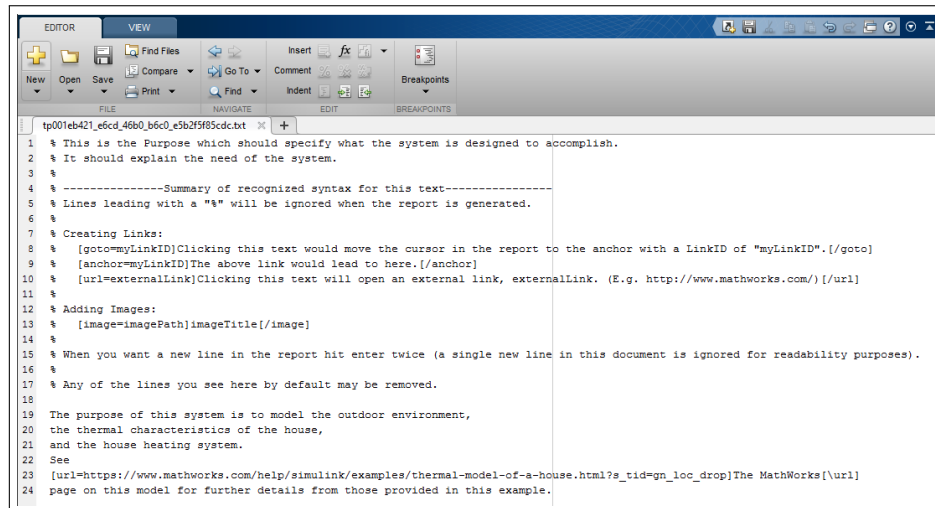 EDITOR VIEW
Find Files Insert fx
Compare Go To Comment
New Open Save Print Find Indent Breakpoints
FILE NAVIGATE EDIT BREAKPOINTS
tp001eb421_e6cd_46b0_b6c0_e5b2f5f85cdc.txt × +
1 % This is the Purpose which should specify what the system is designed to accomplish.
2 % It should explain the need of the system.
3 %
4 % ---------------Summary of recognized syntax for this text----------------
5 % Lines leading with a "%" will be ignored when the report is generated.
6 %
7 % Creating Links:
8 % [goto=myLinkID]Clicking this text would move the cursor in the report to the anchor with a LinkID of "myLinkID".[/goto]
9 % [anchor=myLinkID]The above link would lead to here.[/anchor]
10 % [url=externalLink]Clicking this text will open an external link, externalLink. (E.g. http://www.mathworks.com/)[/url]
11 %
12 % Adding Images:
13 % [image=imagePath]imageTitle[/image]
14 %
15 % When you want a new line in the report hit enter twice (a single new line in this document is ignored for readability purposes).
16 %
17 % Any of the lines you see here by default may be removed.
18
19 The purpose of this system is to model the outdoor environment,
20 the thermal characteristics of the house,
21 and the house heating system.
22 See
23 [url=https://www.mathworks.com/help/simulink/examples/thermal-model-of-a-house.html?s_tid=gn_loc_drop]The MathWorks[\url]
24 page on this model for further details from those provided in this example.